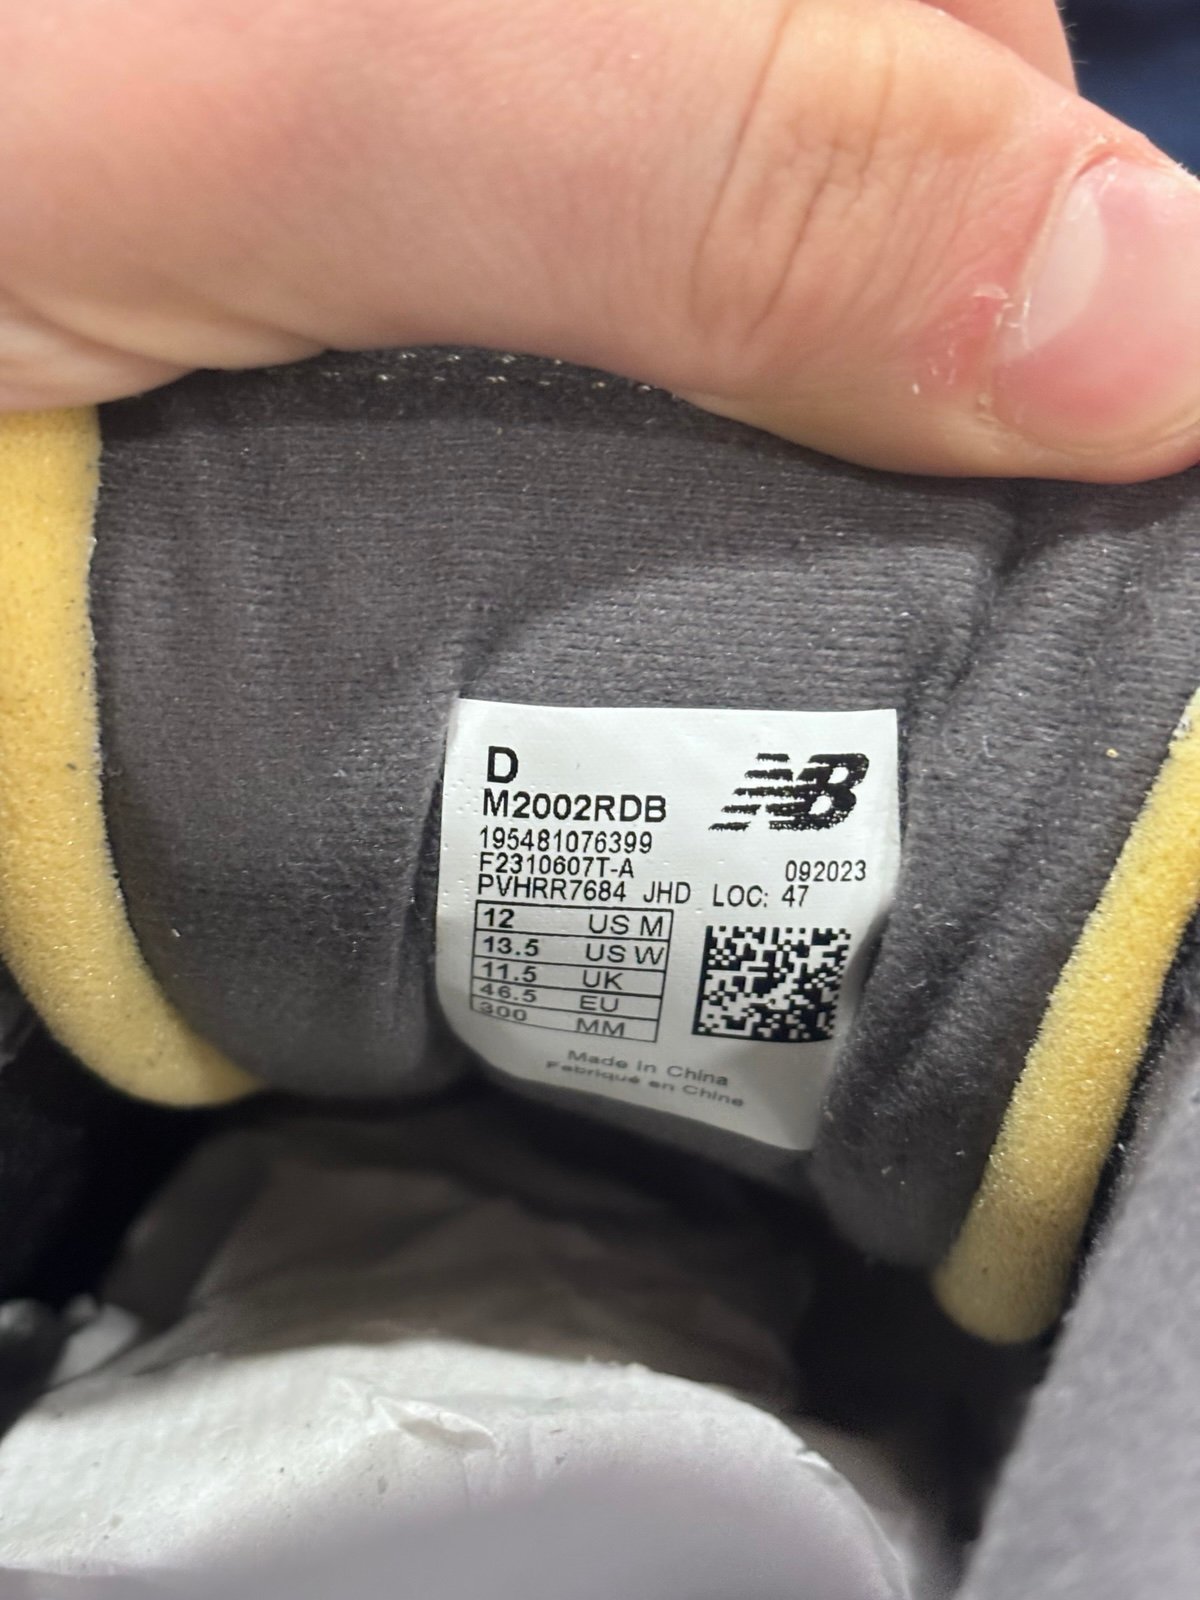 D
M2002RDB
NB
195481076399
F2310607T-A 092023
PVHRR7684 JHD LOC: 47
12 US M
13.5 US W
11.5 UK
46.5 EU
300 MM
Made in China
Fabriqué en Chine